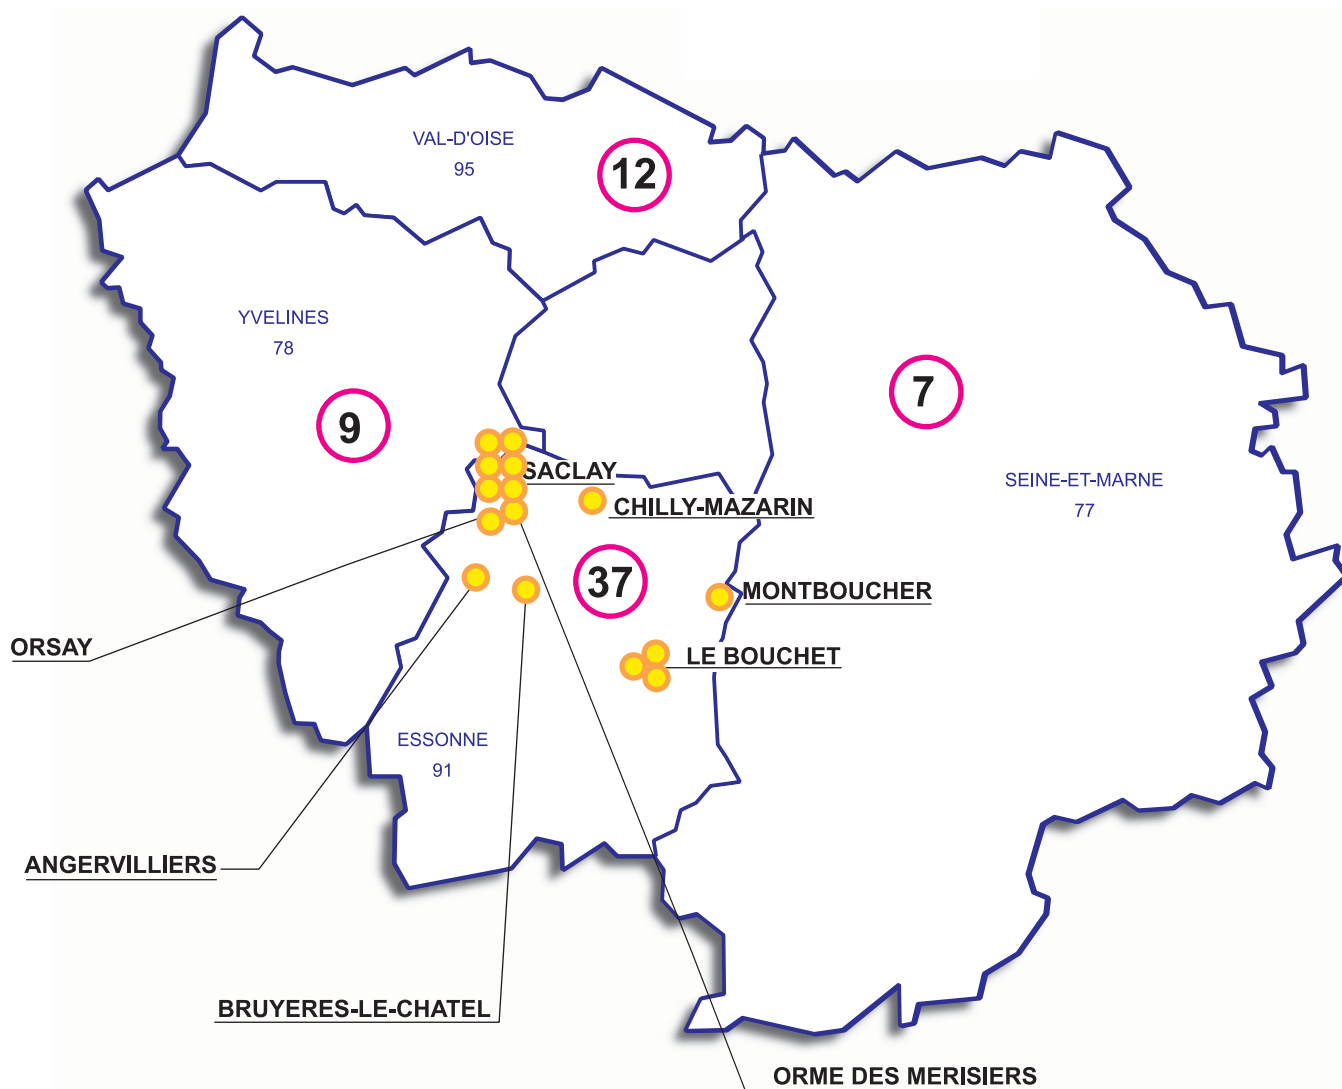 VAL-D'OISE
95
12
YVELINES
78
9
7
SEINE-ET-MARNE
77
SACLAY
CHILLY-MAZARIN
37
MONTBOUCHER
ORSAY
LE BOUCHET
ESSONNE
91
ANGERVILLIERS
BRUYERES-LE-CHATEL
ORME DES MERISIERS